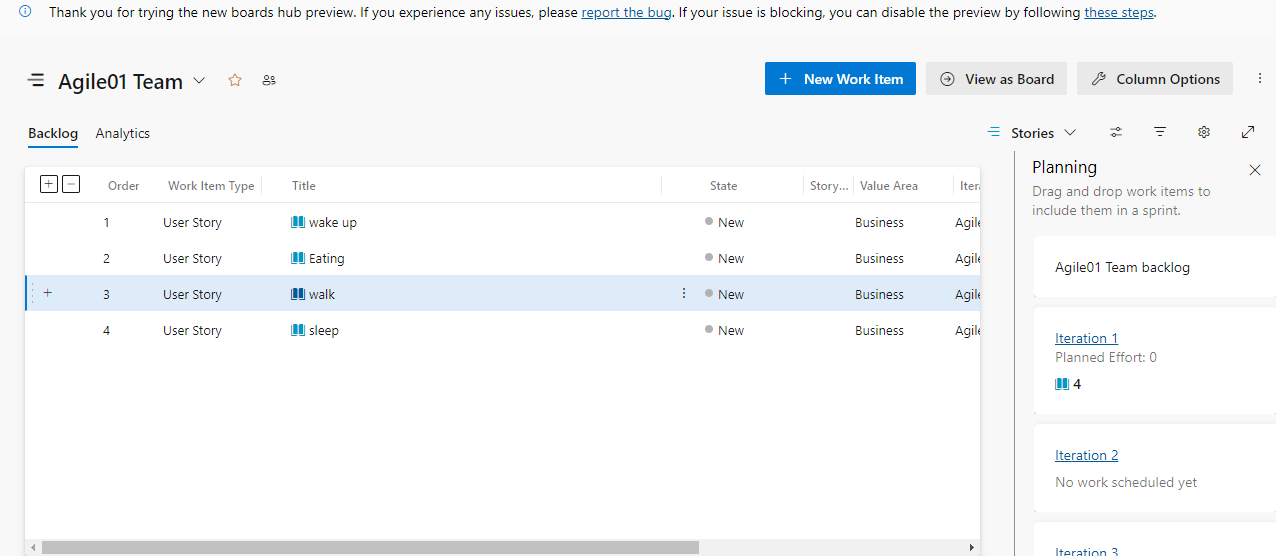 Thank you for trying the new boards hub preview. If you experience any issues, please report the bug. If your issue is blocking, you can disable the preview by following these steps.
Agile01 Team
New Work Item
View as Board
Column Options
Backlog
Analytics
Stories
Order Work Item Type Title State Story... Value Area Itera
1 User Story wake up New Business Agile
2 User Story Eating New Business Agile
3 User Story walk New Business Agile
4 User Story sleep New Business Agile
Planning
Drag and drop work items to
include them in a sprint.
Agile01 Team backlog
Iteration 1
Planned Effort: 0
4
Iteration 2
No work scheduled yet
Iteration 3